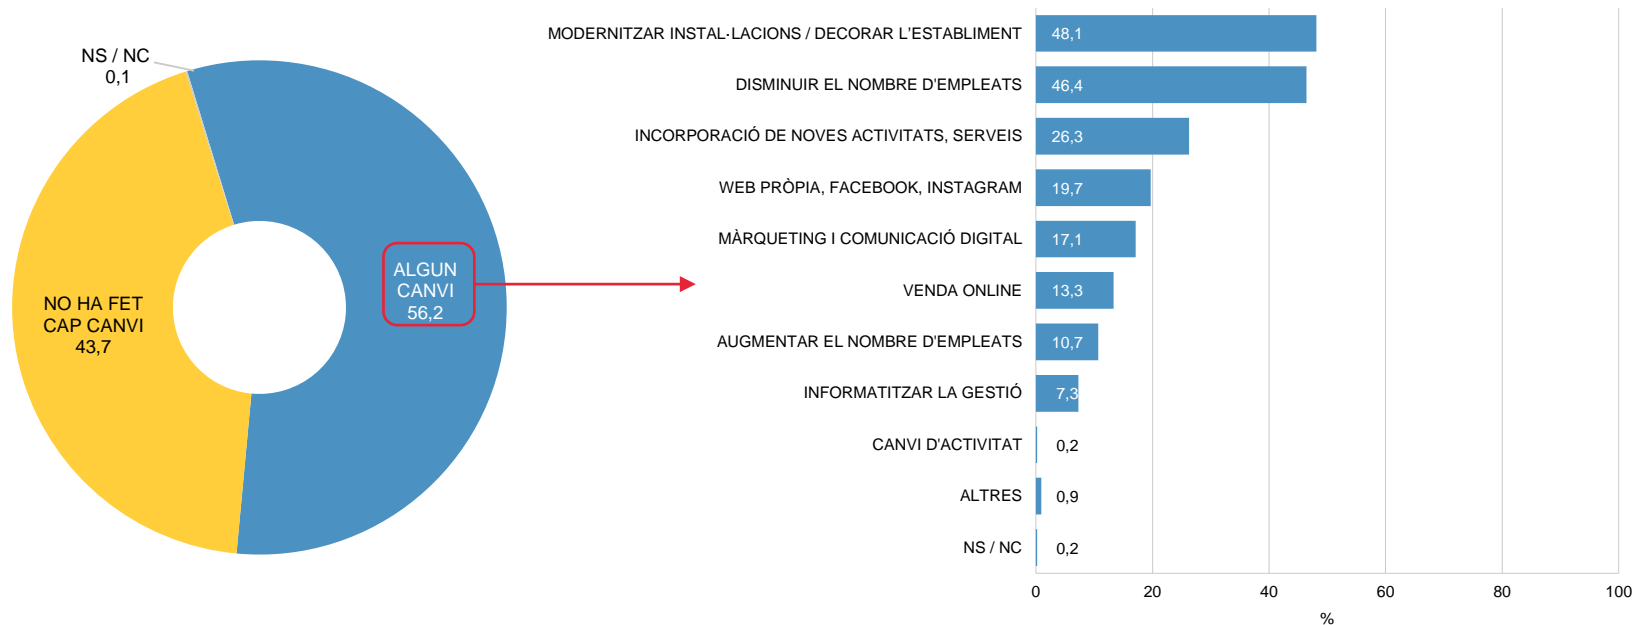 NS / NC
0,1
NO HA FET
CAP CANVI
43,7
ALGUN
CANVI
56,2
MODERNITZAR INSTAL·LACIONS / DECORAR L'ESTABLIMENT 48,1
DISMINUIR EL NOMBRE D'EMPLEATS 46,4
INCORPORACIÓ DE NOVES ACTIVITATS, SERVEIS 26,3
WEB PRÒPIA, FACEBOOK, INSTAGRAM 19,7
MÀRQUETING I COMUNICACIÓ DIGITAL 17,1
VENDA ONLINE 13,3
AUGMENTAR EL NOMBRE D'EMPLEATS 10,7
INFORMATITZAR LA GESTIÓ 7,3
CANVI D'ACTIVITAT 0,2
ALTRES 0,9
NS / NC 0,2
0 20 40 60 80 100
%